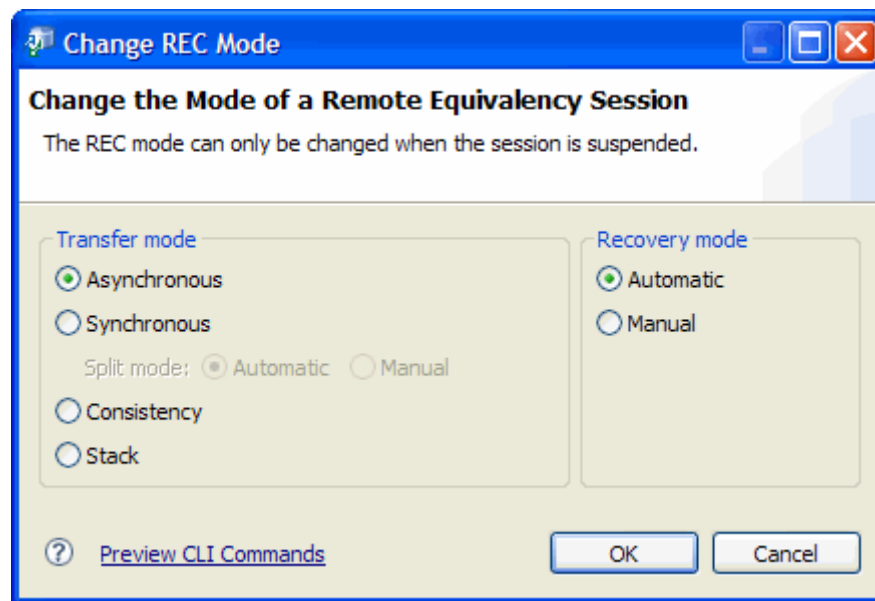 Change REC Mode
Change the Mode of a Remote Equivalency Session
The REC mode can only be changed when the session is suspended.
Transfer mode
Asynchronous
Synchronous
Split mode: Automatic Manual
Consistency
Stack
Recovery mode
Automatic
Manual
? Preview CLI Commands
OK Cancel